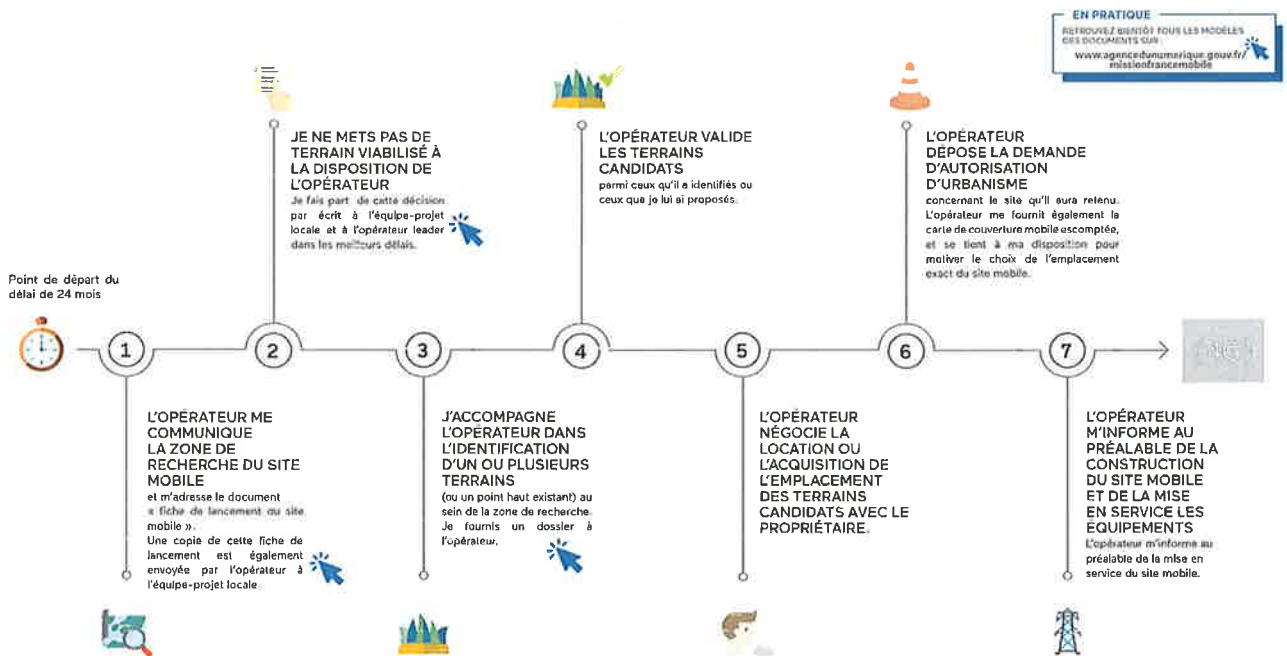 EN PRATIQUE
RETROUVEZ BIENTÔT TOUS LES MODÈLES
DES DOCUMENTS SUR :
www.agencedunumerique.gouv.fr/
missionfrancemobile
JE NE METS PAS DE
TERRAIN VIABILISÉ À
LA DISPOSITION DE
L'OPÉRATEUR
Je fais part de cette décision
par écrit à l'équipe-projet
locale et à l'opérateur leader
dans les meilleurs délais.
L'OPÉRATEUR VALIDE
LES TERRAINS
CANDIDATS
parmi ceux qu'il a identifiés ou
ceux que je lui ai proposés.
L'OPÉRATEUR
DÉPOSE LA DEMANDE
D'AUTORISATION
D'URBANISME
concernant le site qu'il aura retenu.
L'opérateur me fournit également la
carte de couverture mobile escomptée,
et se tient à ma disposition pour
motiver le choix de l'emplacement
exact du site mobile.
Point de départ du
délai de 24 mois
1
2
3
4
5
6
7
L'OPÉRATEUR ME
COMMUNIQUE
LA ZONE DE
RECHERCHE DU SITE
MOBILE
et m'adresse le document
« fiche de lancement au site
mobile ».
Une copie de cette fiche de
lancement est également
envoyée par l'opérateur à
l'équipe-projet locale.
J'ACCOMPAGNE
L'OPÉRATEUR DANS
L'IDENTIFICATION
D'UN OU PLUSIEURS
TERRAINS
(ou un point haut existant) au
sein de la zone de recherche.
Je fournis un dossier à
l'opérateur.
L'OPÉRATEUR
NÉGOCIE LA
LOCATION OU
L'ACQUISITION DE
L'EMPLACEMENT
DES TERRAINS
CANDIDATS AVEC LE
PROPRIÉTAIRE.
L'OPÉRATEUR
M'INFORME AU
PRÉALABLE DE LA
CONSTRUCTION
DU SITE MOBILE
ET DE LA MISE
EN SERVICE LES
ÉQUIPEMENTS
L'opérateur m'informe au
préalable de la mise en
service du site mobile.